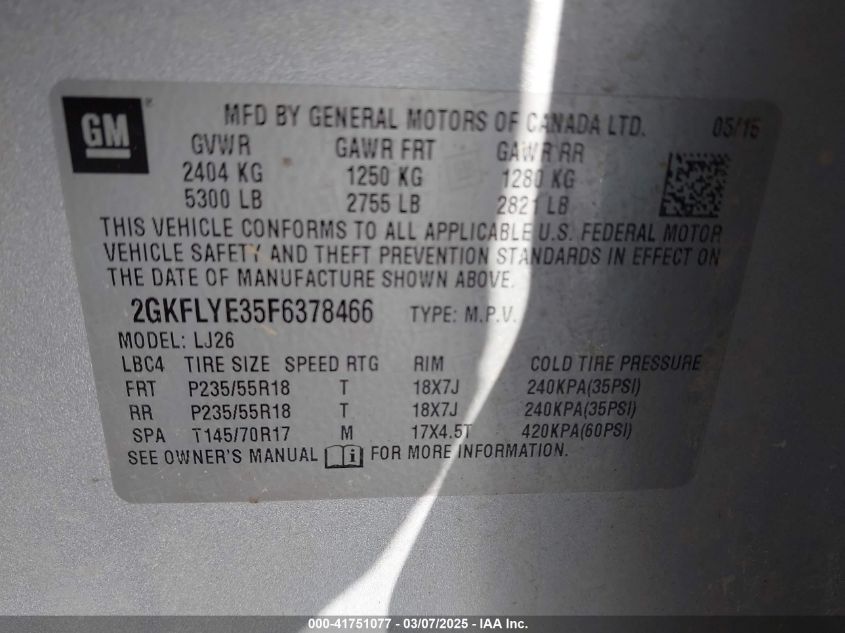 GM ®
MFD BY GENERAL MOTORS OF CANADA LTD. 05/15
GVWR GAWR FRT GAWR RR
2404 KG 1250 KG 1280 KG
5300 LB 2755 LB 2821 LB
THIS VEHICLE CONFORMS TO ALL APPLICABLE U.S. FEDERAL MOTOR
VEHICLE SAFETY AND THEFT PREVENTION STANDARDS IN EFFECT ON
THE DATE OF MANUFACTURE SHOWN ABOVE.
2GKFLYE35F6378466 TYPE: M.P.V.
MODEL: LJ26
LBC4 TIRE SIZE SPEED RTG RIM COLD TIRE PRESSURE
FRT P235/55R18 T 18X7J 240KPA(35PSI)
RR P235/55R18 T 18X7J 240KPA(35PSI)
SPA T145/70R17 M 17X4.5T 420KPA(60PSI)
SEE OWNER'S MANUAL i FOR MORE INFORMATION.
000-41751077 - 03/07/2025 - IAA Inc.